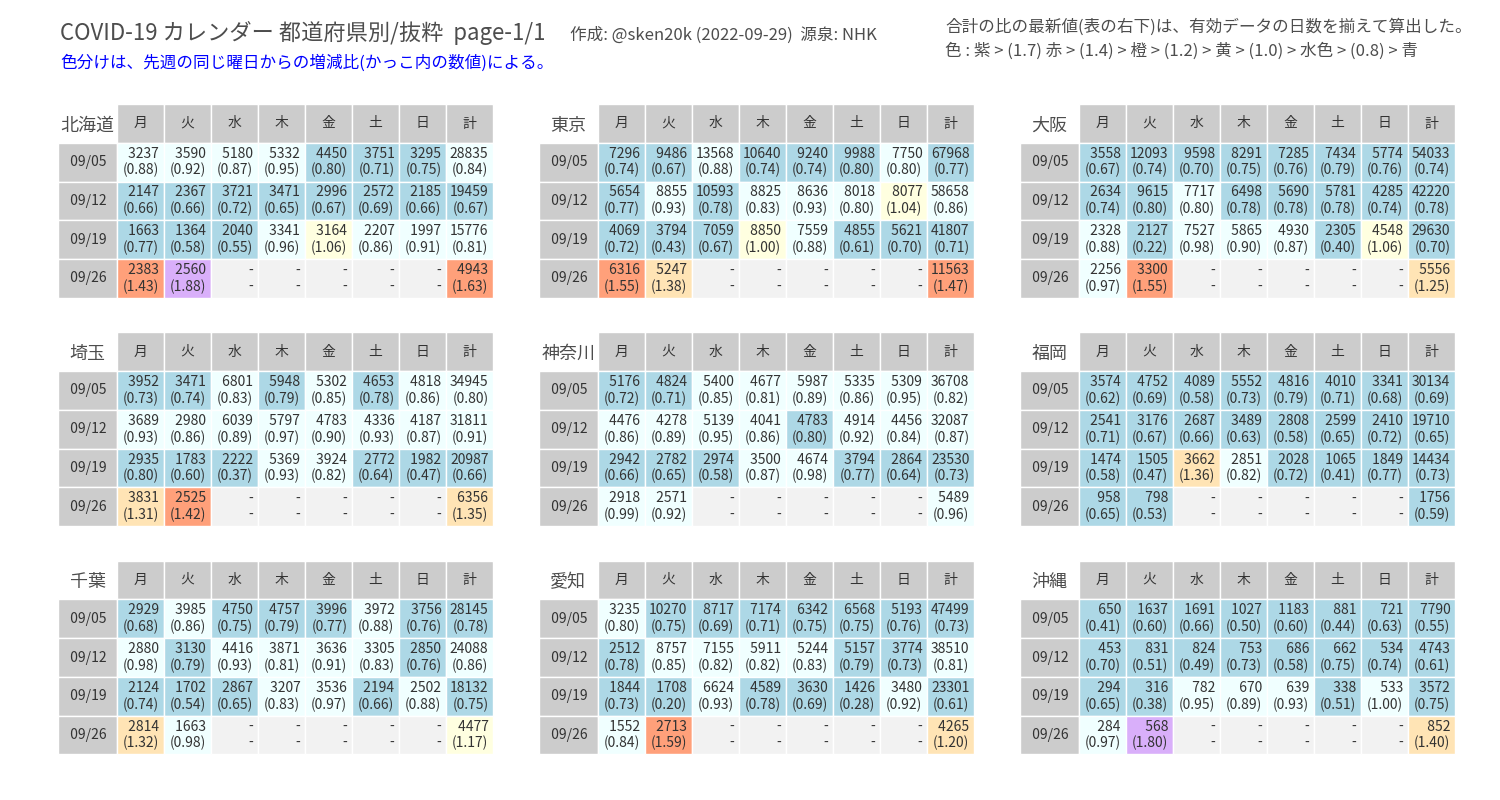 COVID-19 カレンダー 都道府県別/抜粋 page-1/1 作成: @sken20k (2022-09-29) 源泉: NHK
合計の比の最新値(表の右下)は、有効データの日数を揃えて算出した。
色分けは、先週の同じ曜日からの増減比(かっこ内の数値)による。
色 : 紫 > (1.7) 赤 > (1.4) > 橙 > (1.2) > 黄 > (1.0) > 水色 > (0.8) > 青
北海道 月 火 水 木 金 土 日 計
09/05 3237 3590 5180 5332 4450 3751 3295 28835
(0.88) (0.92) (0.87) (0.95) (0.80) (0.71) (0.75) (0.84)
09/12 2147 2367 3721 3471 2996 2572 2185 19459
(0.66) (0.66) (0.72) (0.65) (0.67) (0.69) (0.66) (0.67)
09/19 1663 1364 2040 3341 3164 2207 1997 15776
(0.77) (0.58) (0.55) (0.96) (1.06) (0.86) (0.91) (0.81)
09/26 2383 2560 - - - - - 4943
(1.43) (1.88) - - - - - (1.63)
東京 月 火 水 木 金 土 日 計
09/05 7296 9486 13568 10640 9240 9988 7750 67968
(0.74) (0.67) (0.88) (0.74) (0.74) (0.80) (0.80) (0.77)
09/12 5654 8855 10593 8825 8636 8018 8077 58658
(0.77) (0.93) (0.78) (0.83) (0.93) (0.80) (1.04) (0.86)
09/19 4069 3794 7059 8850 7559 4855 5621 41807
(0.72) (0.43) (0.67) (1.00) (0.88) (0.61) (0.70) (0.71)
09/26 6316 5247 - - - - - 11563
(1.55) (1.38) - - - - - (1.47)
大阪 月 火 水 木 金 土 日 計
09/05 3558 12093 9598 8291 7285 7434 5774 54033
(0.67) (0.74) (0.70) (0.75) (0.76) (0.79) (0.76) (0.74)
09/12 2634 9615 7717 6498 5690 5781 4285 42220
(0.74) (0.80) (0.80) (0.78) (0.78) (0.78) (0.74) (0.78)
09/19 2328 2127 7527 5865 4930 2305 4548 29630
(0.88) (0.22) (0.98) (0.90) (0.87) (0.40) (1.06) (0.70)
09/26 2256 3300 - - - - - 5556
(0.97) (1.55) - - - - - (1.25)
埼玉 月 火 水 木 金 土 日 計
09/05 3952 3471 6801 5948 5302 4653 4818 34945
(0.73) (0.74) (0.83) (0.79) (0.85) (0.78) (0.86) (0.80)
09/12 3689 2980 6039 5797 4783 4336 4187 31811
(0.93) (0.86) (0.89) (0.97) (0.90) (0.93) (0.87) (0.91)
09/19 2935 1783 2222 5369 3924 2772 1982 20987
(0.80) (0.60) (0.37) (0.93) (0.82) (0.64) (0.47) (0.66)
09/26 3831 2525 - - - - - 6356
(1.31) (1.42) - - - - - (1.35)
神奈川 月 火 水 木 金 土 日 計
09/05 5176 4824 5400 4677 5987 5335 5309 36708
(0.72) (0.71) (0.85) (0.81) (0.89) (0.86) (0.95) (0.82)
09/12 4476 4278 5139 4041 4783 4914 4456 32087
(0.86) (0.89) (0.95) (0.86) (0.80) (0.92) (0.84) (0.87)
09/19 2942 2782 2974 3500 4674 3794 2864 23530
(0.66) (0.65) (0.58) (0.87) (0.98) (0.77) (0.64) (0.73)
09/26 2918 2571 - - - - - 5489
(0.99) (0.92) - - - - - (0.96)
福岡 月 火 水 木 金 土 日 計
09/05 3574 4752 4089 5552 4816 4010 3341 30134
(0.62) (0.69) (0.58) (0.73) (0.79) (0.71) (0.68) (0.69)
09/12 2541 3176 2687 3489 2808 2599 2410 19710
(0.71) (0.67) (0.66) (0.63) (0.58) (0.65) (0.72) (0.65)
09/19 1474 1505 3662 2851 2028 1065 1849 14434
(0.58) (0.47) (1.36) (0.82) (0.72) (0.41) (0.77) (0.73)
09/26 958 798 - - - - - 1756
(0.65) (0.53) - - - - - (0.59)
千葉 月 火 水 木 金 土 日 計
09/05 2929 3985 4750 4757 3996 3972 3756 28145
(0.68) (0.86) (0.75) (0.79) (0.77) (0.88) (0.76) (0.78)
09/12 2880 3130 4416 3871 3636 3305 2850 24088
(0.98) (0.79) (0.93) (0.81) (0.91) (0.83) (0.76) (0.86)
09/19 2124 1702 2867 3207 3536 2194 2502 18132
(0.74) (0.54) (0.65) (0.83) (0.97) (0.66) (0.88) (0.75)
09/26 2814 1663 - - - - - 4477
(1.32) (0.98) - - - - - (1.17)
愛知 月 火 水 木 金 土 日 計
09/05 3235 10270 8717 7174 6342 6568 5193 47499
(0.80) (0.75) (0.69) (0.71) (0.75) (0.75) (0.76) (0.73)
09/12 2512 8757 7155 5911 5244 5157 3774 38510
(0.78) (0.85) (0.82) (0.82) (0.83) (0.79) (0.73) (0.81)
09/19 1844 1708 6624 4589 3630 1426 3480 23301
(0.73) (0.20) (0.93) (0.78) (0.69) (0.28) (0.92) (0.61)
09/26 1552 2713 - - - - - 4265
(0.84) (1.59) - - - - - (1.20)
沖縄 月 火 水 木 金 土 日 計
09/05 650 1637 1691 1027 1183 881 721 7790
(0.41) (0.60) (0.66) (0.50) (0.60) (0.44) (0.63) (0.55)
09/12 453 831 824 753 686 662 534 4743
(0.70) (0.51) (0.49) (0.73) (0.58) (0.75) (0.74) (0.61)
09/19 294 316 782 670 639 338 533 3572
(0.65) (0.38) (0.95) (0.89) (0.93) (0.51) (1.00) (0.75)
09/26 284 568 - - - - - 852
(0.97) (1.80) - - - - - (1.40)